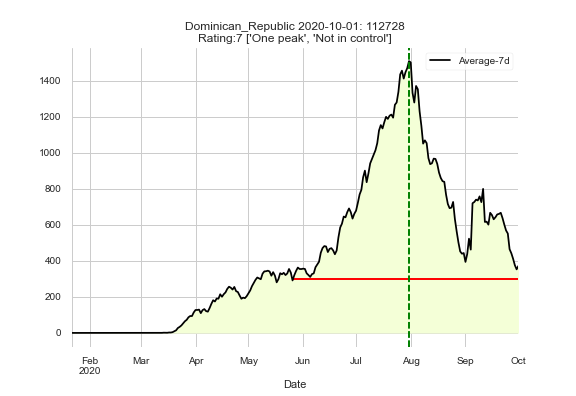 Dominican_Republic 2020-10-01: 112728
Rating:7 ['One peak', 'Not in control']
Average-7d
1400
1200
1000
800
600
400
200
0
Feb Mar Apr May Jun Jul Aug Sep Oct
2020
Date